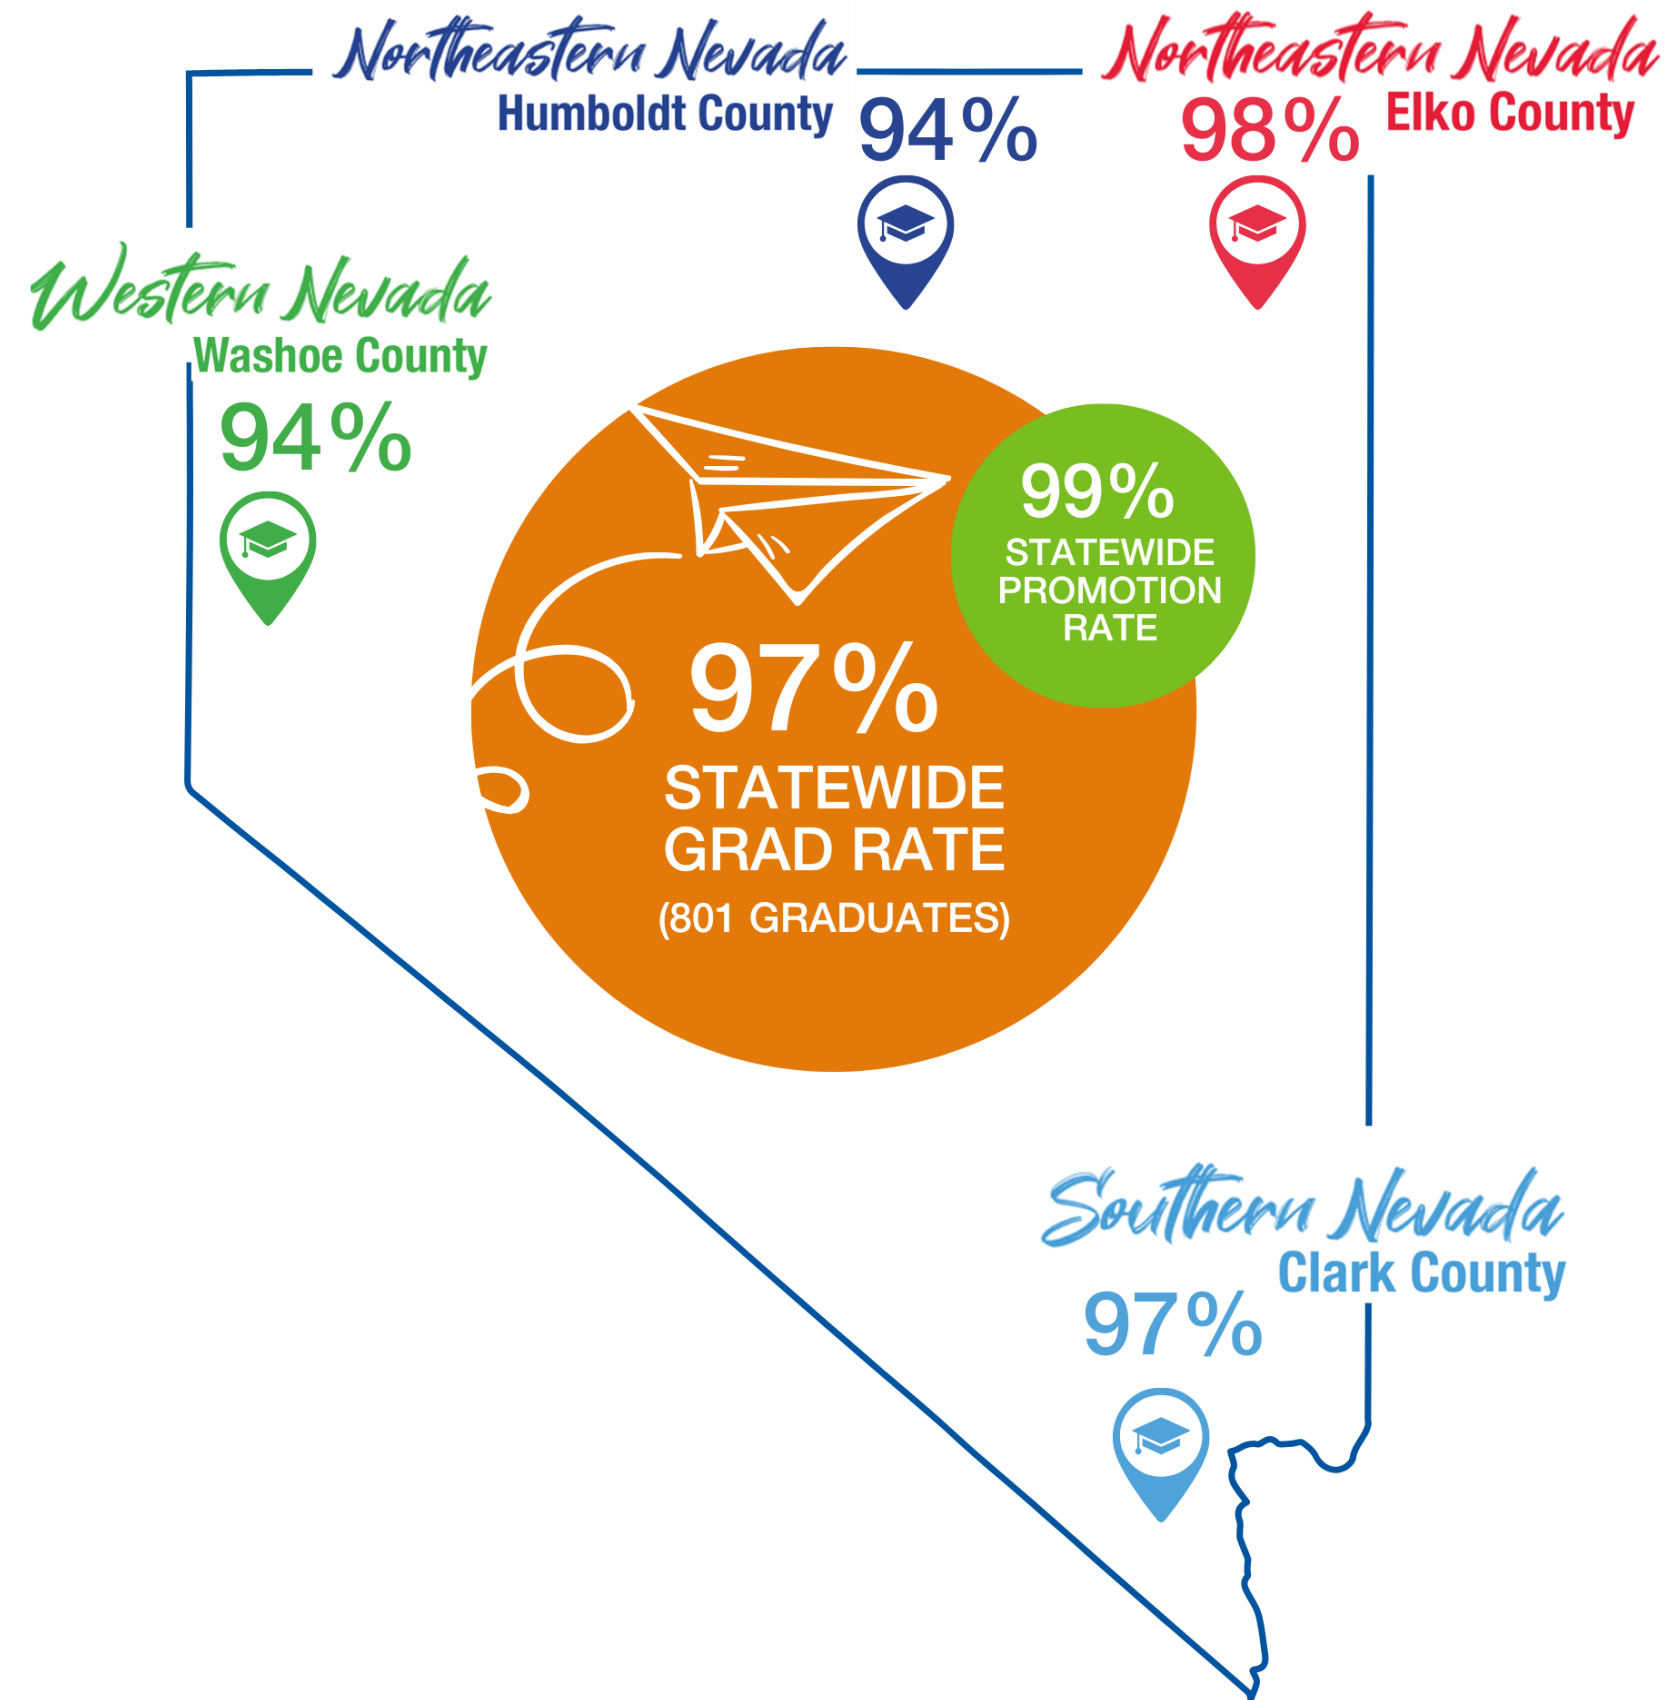 Northeastern Nevada
Humboldt County
94%
Northeastern Nevada
98%
Elko County
Western Nevada
Washoe County
94%
99%
STATEWIDE
PROMOTION
RATE
97%
STATEWIDE
GRAD RATE
(801 GRADUATES)
Southern Nevada
Clark County
97%